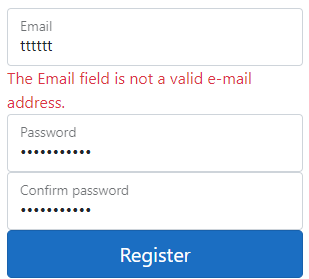 Email
tttttt
The Email field is not a valid e-mail
address.
Password
•••••••••••
Confirm password
•••••••••••
Register